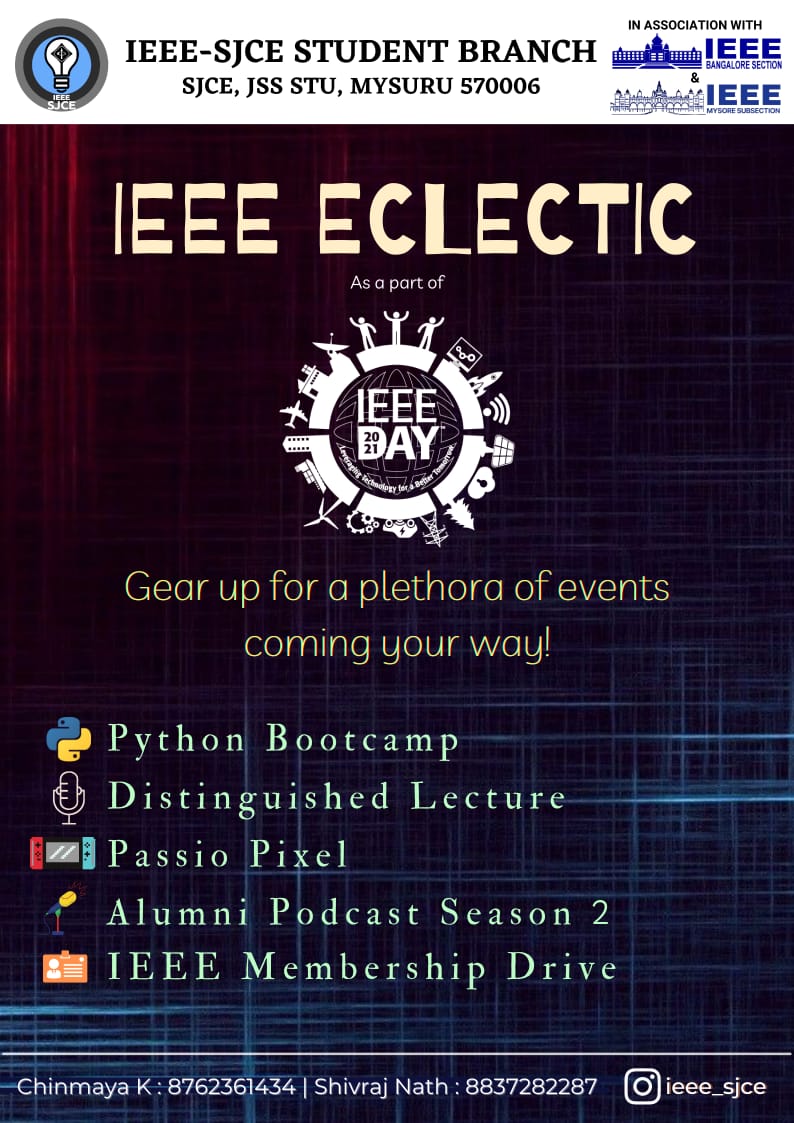 IEEE
SJCE
IEEE-SJCE STUDENT BRANCH
SJCE, JSS STU, MYSURU 570006
IN ASSOCIATION WITH
IEEE
BANGALORE SECTION
&
IEEE
MYSORE SUBSECTION
IEEE ECLECTIC
As a part of
IEEE
20
21
DAY
Leveraging Technology for a Better Tomorrow
Gear up for a plethora of events
coming your way!
Python Bootcamp
Distinguished Lecture
Passio Pixel
Alumni Podcast Season 2
IEEE Membership Drive
Chinmaya K : 8762361434 | Shivraj Nath : 8837282287
ieee_sjce